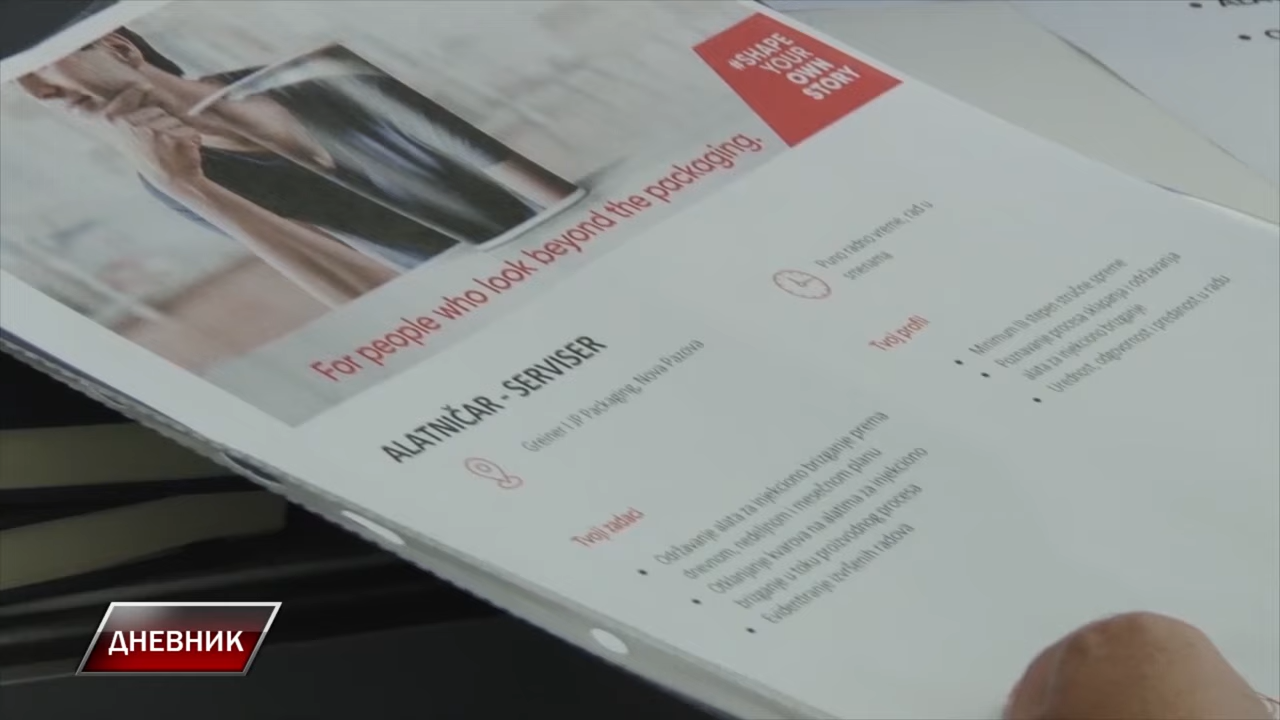 #SHAPE
YOUR
OWN
STORY
For people who look beyond the packaging.
ALATNIČAR - SERVISER
Greiner I JP Packaging, Nova Pazova
Puno radno vreme, rad u
smenama
Tvoji zadaci
• Održavanje alata za injekciono brizganje prema
dnevnom, nedeljnom i mesečnom planu
• Otklanjanje kvarova na alatima za injekciono
brizganje u toku proizvodnog procesa
• Evidentiranje izvršenih radova
Tvoj profil
• Minimum III stepen stručne spreme
• Poznavanje procesa sklapanja i održavanja
alata za injekciono brizganje
• Urednost, odgovornost i predanost u radu
ДНЕВНИК